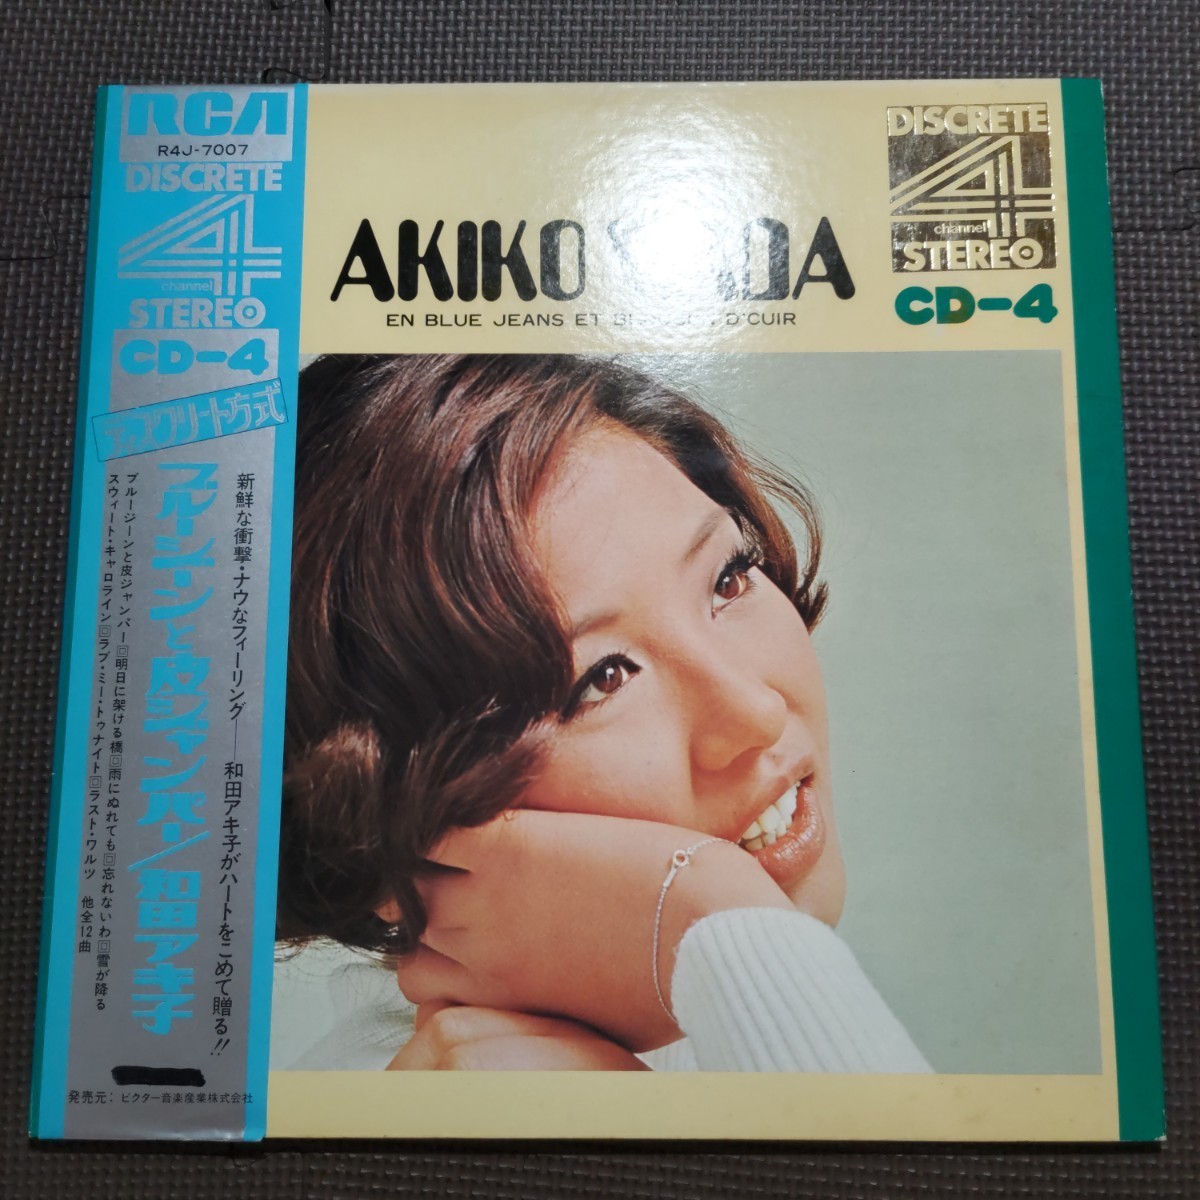 RCA
R4J-7007
DISCRETE
4
channel
STEREO
CD-4
ディスクリート方式
ブルージーンと皮ジャンパー/和田アキ子
新鮮な衝撃・ナウなフィーリング――和田アキ子がハートをこめて贈る!!
ブルージーンと皮ジャンパー回明日に架ける橋回雨にぬれても回忘れないわ回雪が降る
スウィート・キャロライン回ラブ・ミー・トゥナイト回ラスト・ワルツ 他全12曲
発売元:ビクター音楽産業株式会社
AKIKO WADA
EN BLUE JEANS ET D'CUIR
DISCRETE
4
channel
STEREO
CD-4